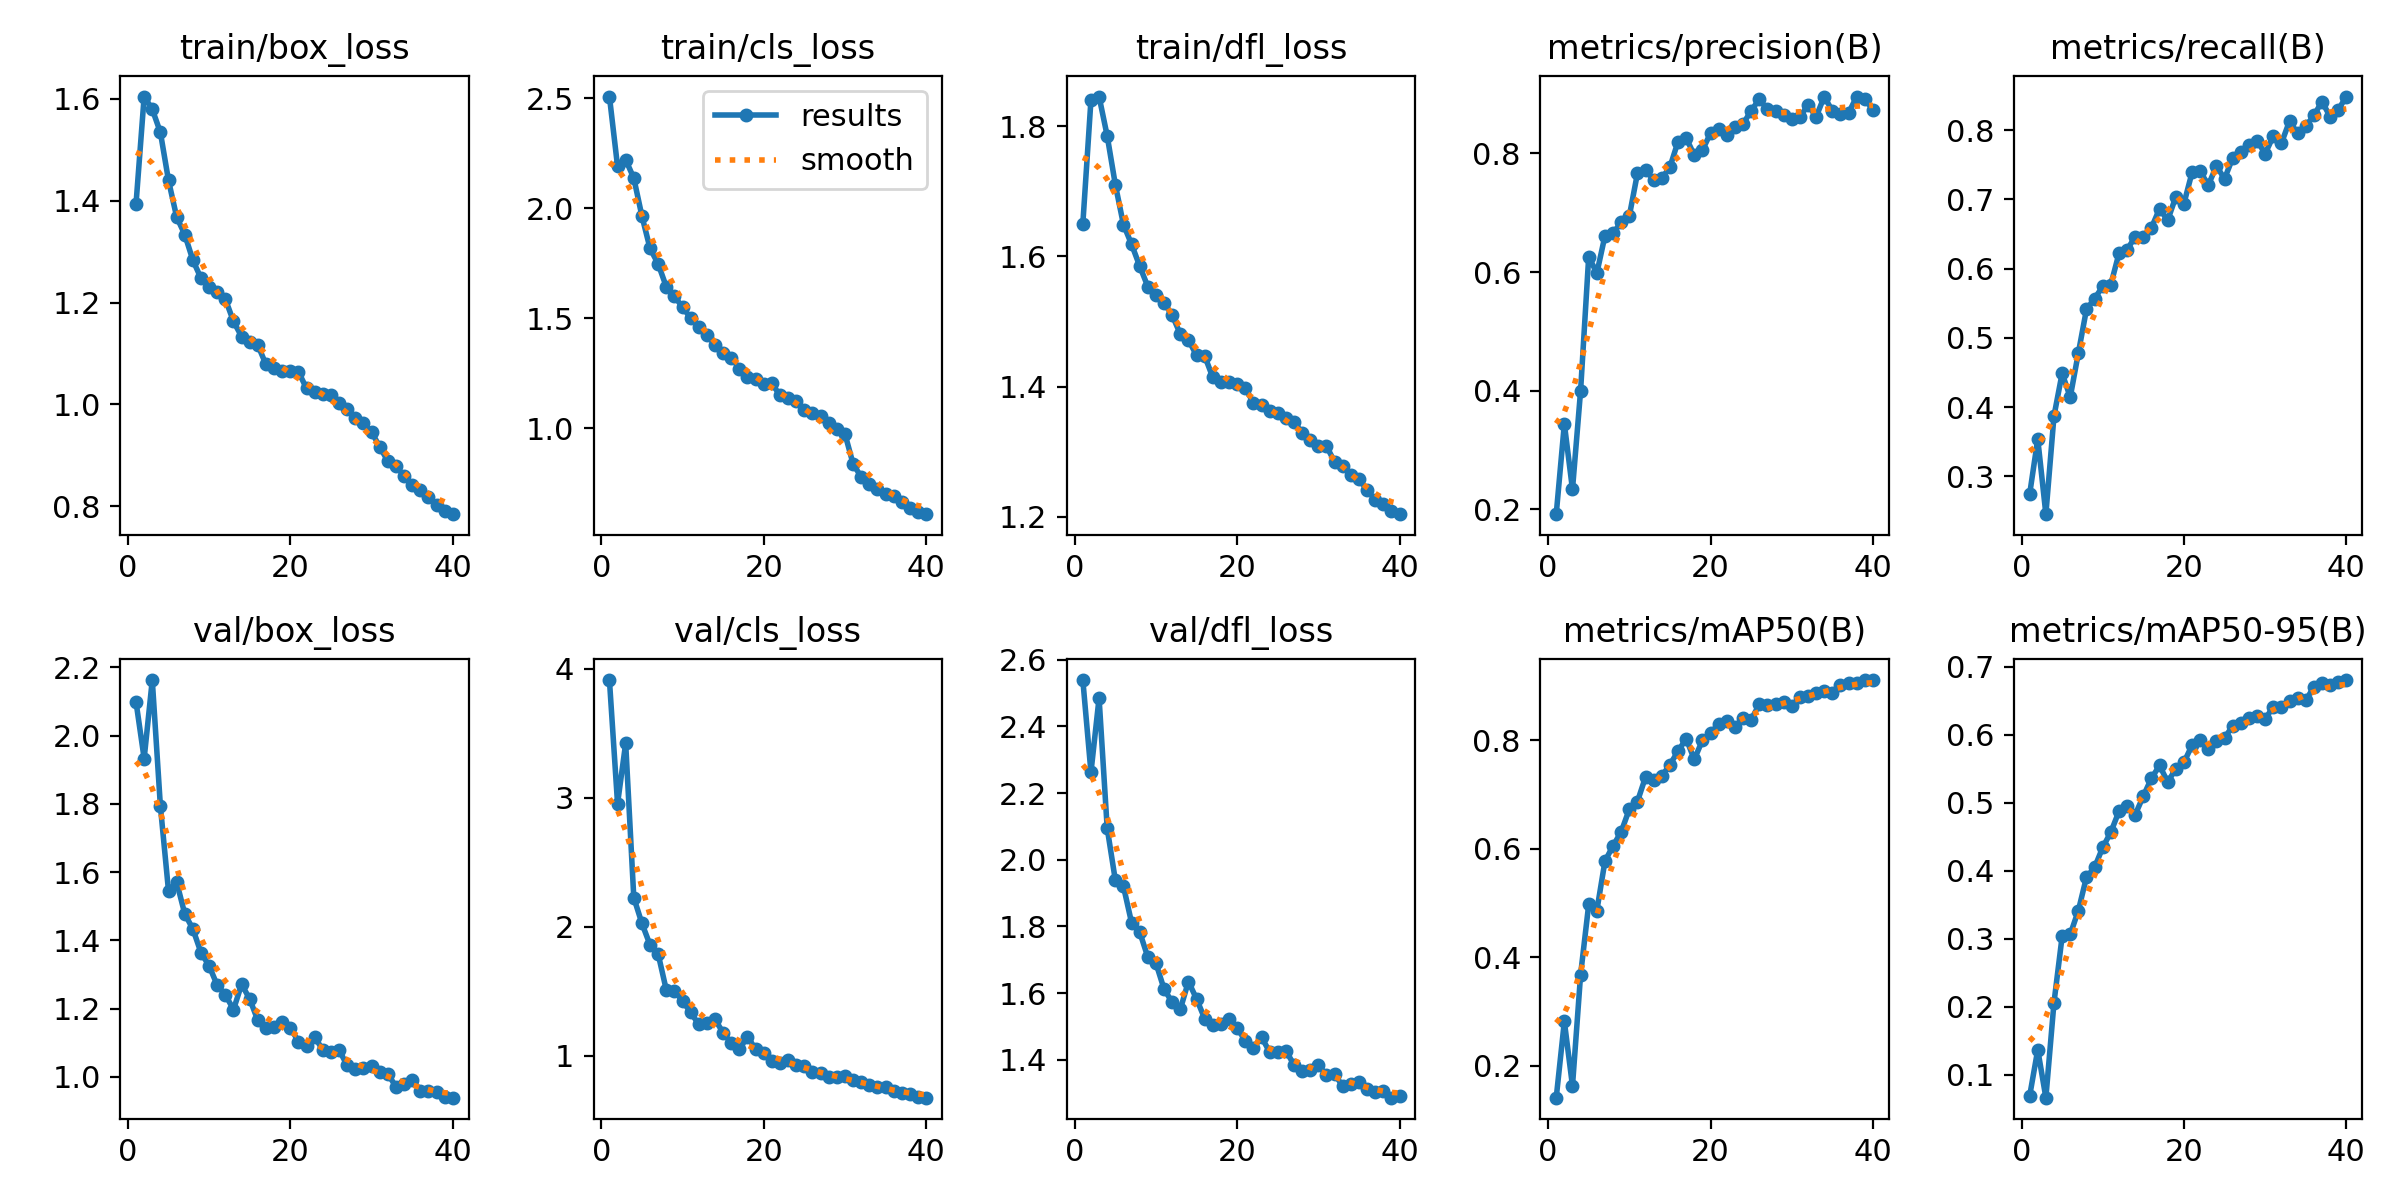 train/box_loss
train/cls_loss
train/dfl_loss
metrics/precision(B)
metrics/recall(B)
results
smooth
1.6
1.4
1.2
1.0
0.8
0 20 40
2.5
2.0
1.5
1.0
0 20 40
1.8
1.6
1.4
1.2
0 20 40
0.8
0.6
0.4
0.2
0 20 40
0.8
0.7
0.6
0.5
0.4
0.3
0 20 40
val/box_loss
val/cls_loss
val/dfl_loss
metrics/mAP50(B)
metrics/mAP50-95(B)
2.2
2.0
1.8
1.6
1.4
1.2
1.0
0 20 40
4
3
2
1
0 20 40
2.6
2.4
2.2
2.0
1.8
1.6
1.4
0 20 40
0.8
0.6
0.4
0.2
0 20 40
0.7
0.6
0.5
0.4
0.3
0.2
0.1
0 20 40